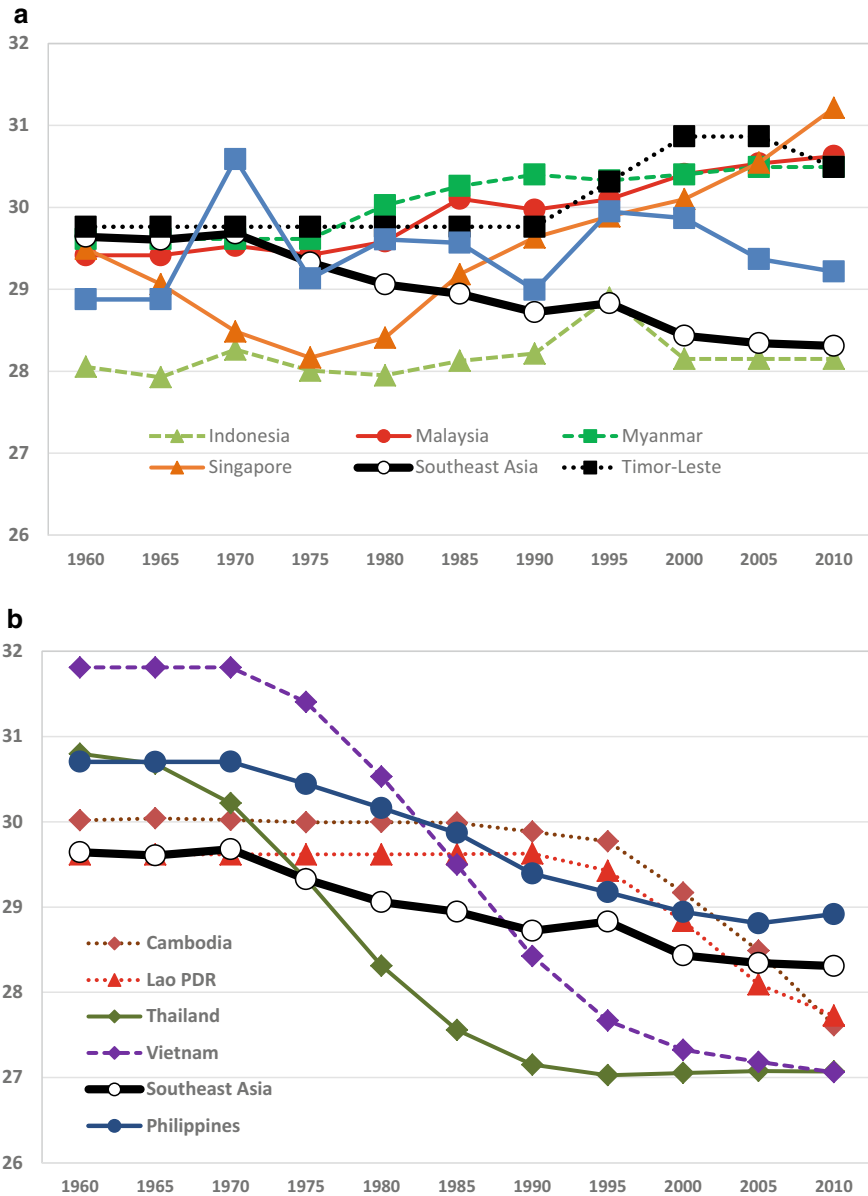 a
32
31
30
29
28
27
26
Indonesia Malaysia Myanmar
Singapore Southeast Asia Timor-Leste
1960 1965 1970 1975 1980 1985 1990 1995 2000 2005 2010
b
32
31
30
29
28
27
26
Cambodia
Lao PDR
Thailand
Vietnam
Southeast Asia
Philippines
1960 1965 1970 1975 1980 1985 1990 1995 2000 2005 2010